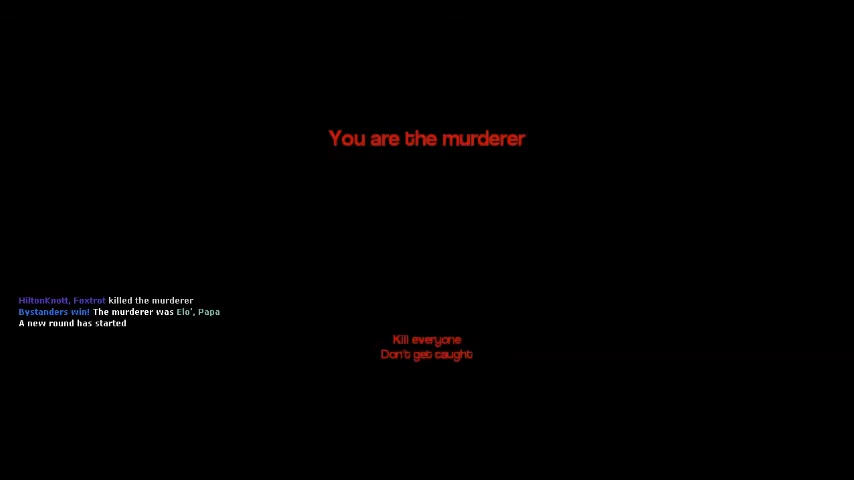 You are the murderer
HiltonKnott, Foxtrot killed the murderer
Bystanders win! The murderer was Elo', Papa
A new round has started
Kill everyone
Don't get caught